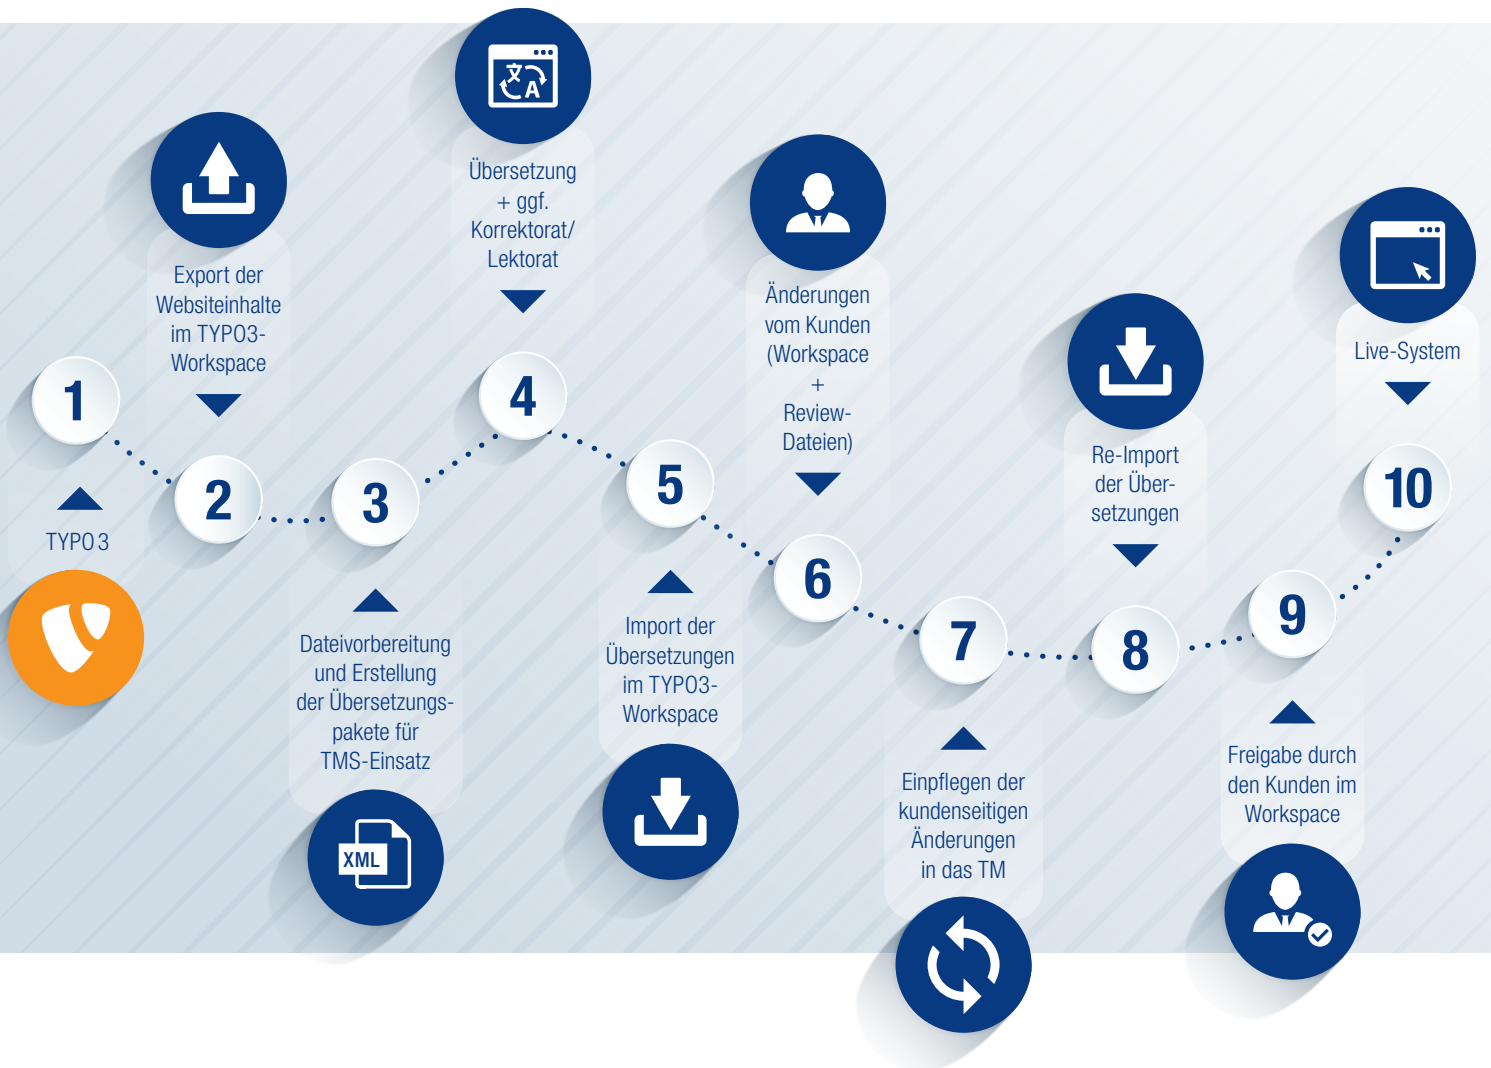 1
TYPO3
Export der
Websiteinhalte
im TYPO3-
Workspace
2
3
Dateivorbereitung
und Erstellung
der Übersetzungs-
pakete für
TMS-Einsatz
XML
文 A
Übersetzung
+ ggf.
Korrektorat/
Lektorat
4
5
Import der
Übersetzungen
im TYPO3-
Workspace
Änderungen
vom Kunden
(Workspace
+
Review-
Dateien)
6
7
Einpflegen der
kundenseitigen
Änderungen
in das TM
Re-Import
der Über-
setzungen
8
9
Freigabe durch
den Kunden im
Workspace
Live-System
10